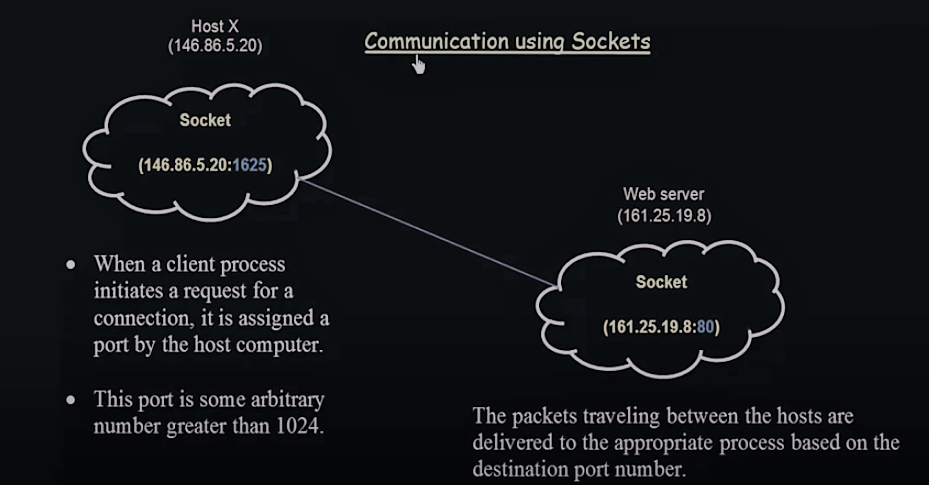 Host X
(146.86.5.20)
Communication using Sockets
Socket
(146.86.5.20:1625)
Web server
(161.25.19.8)
Socket
(161.25.19.8:80)
• When a client process
initiates a request for a
connection, it is assigned a
port by the host computer.
• This port is some arbitrary
number greater than 1024.
The packets traveling between the hosts are
delivered to the appropriate process based on the
destination port number.